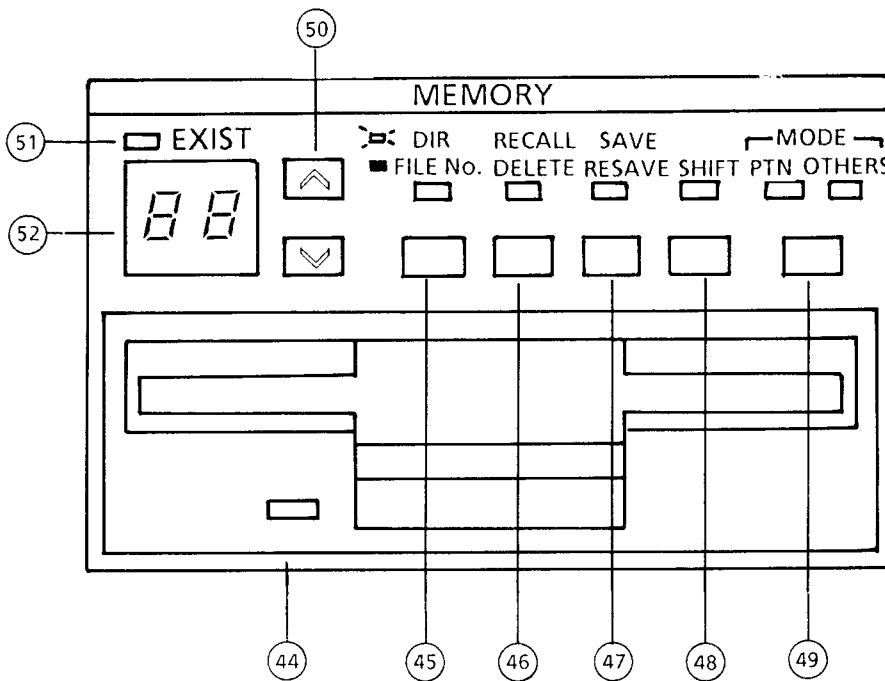 50
MEMORY
51 EXIST DIR RECALL SAVE MODE
FILE No. DELETE RESAVE SHIFT PTN OTHERS
52 88
44 45 46 47 48 49